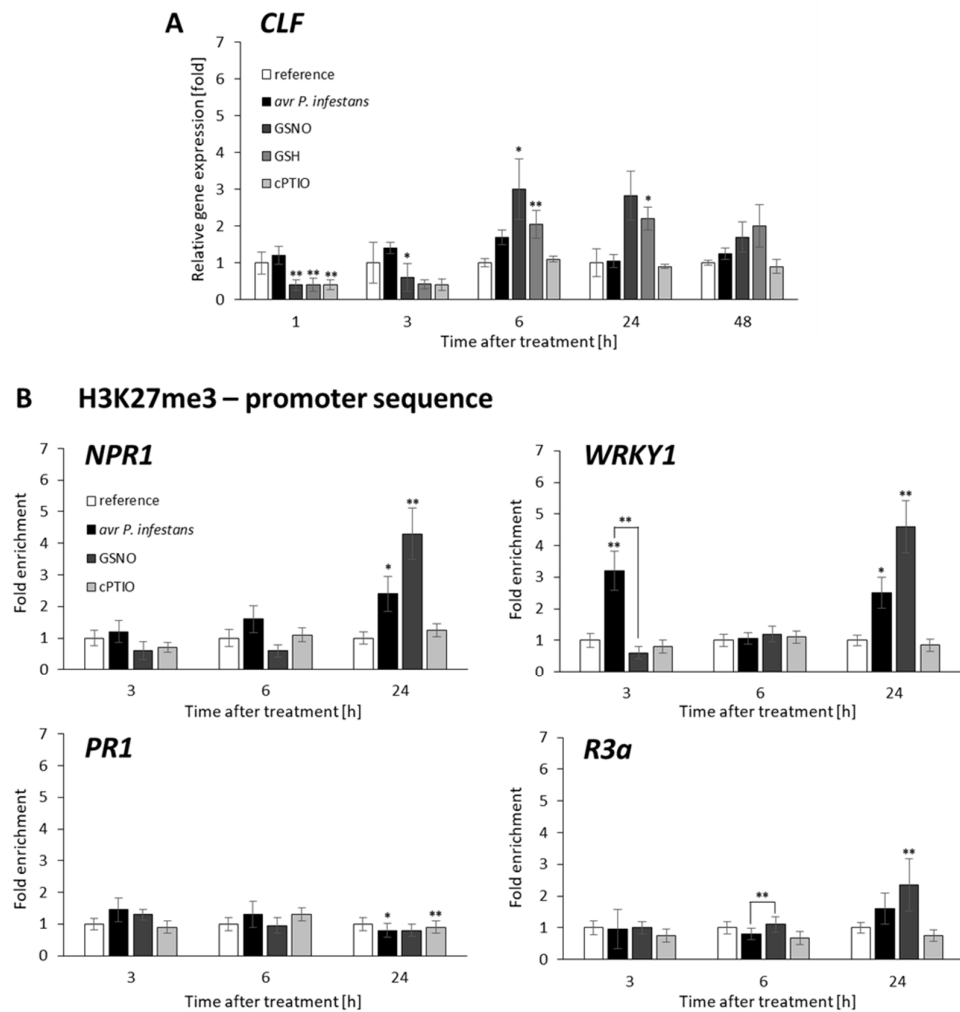 A CLF
Relative gene expression [fold]
7
6
5
4
3
2
1
0
reference
avr P. infestans
GSNO
GSH
cPTIO
** ** **
*
* **
*
1 3 6 24 48
Time after treatment [h]
B H3K27me3 – promoter sequence
NPR1
Fold enrichment
7
6
5
4
3
2
1
0
reference
avr P. infestans
GSNO
cPTIO
* **
3 6 24
Time after treatment [h]
WRKY1
Fold enrichment
7
6
5
4
3
2
1
0
**
**
* **
3 6 24
Time after treatment [h]
PR1
Fold enrichment
7
6
5
4
3
2
1
0
* **
3 6 24
Time after treatment [h]
R3a
Fold enrichment
7
6
5
4
3
2
1
0
**
**
3 6 24
Time after treatment [h]